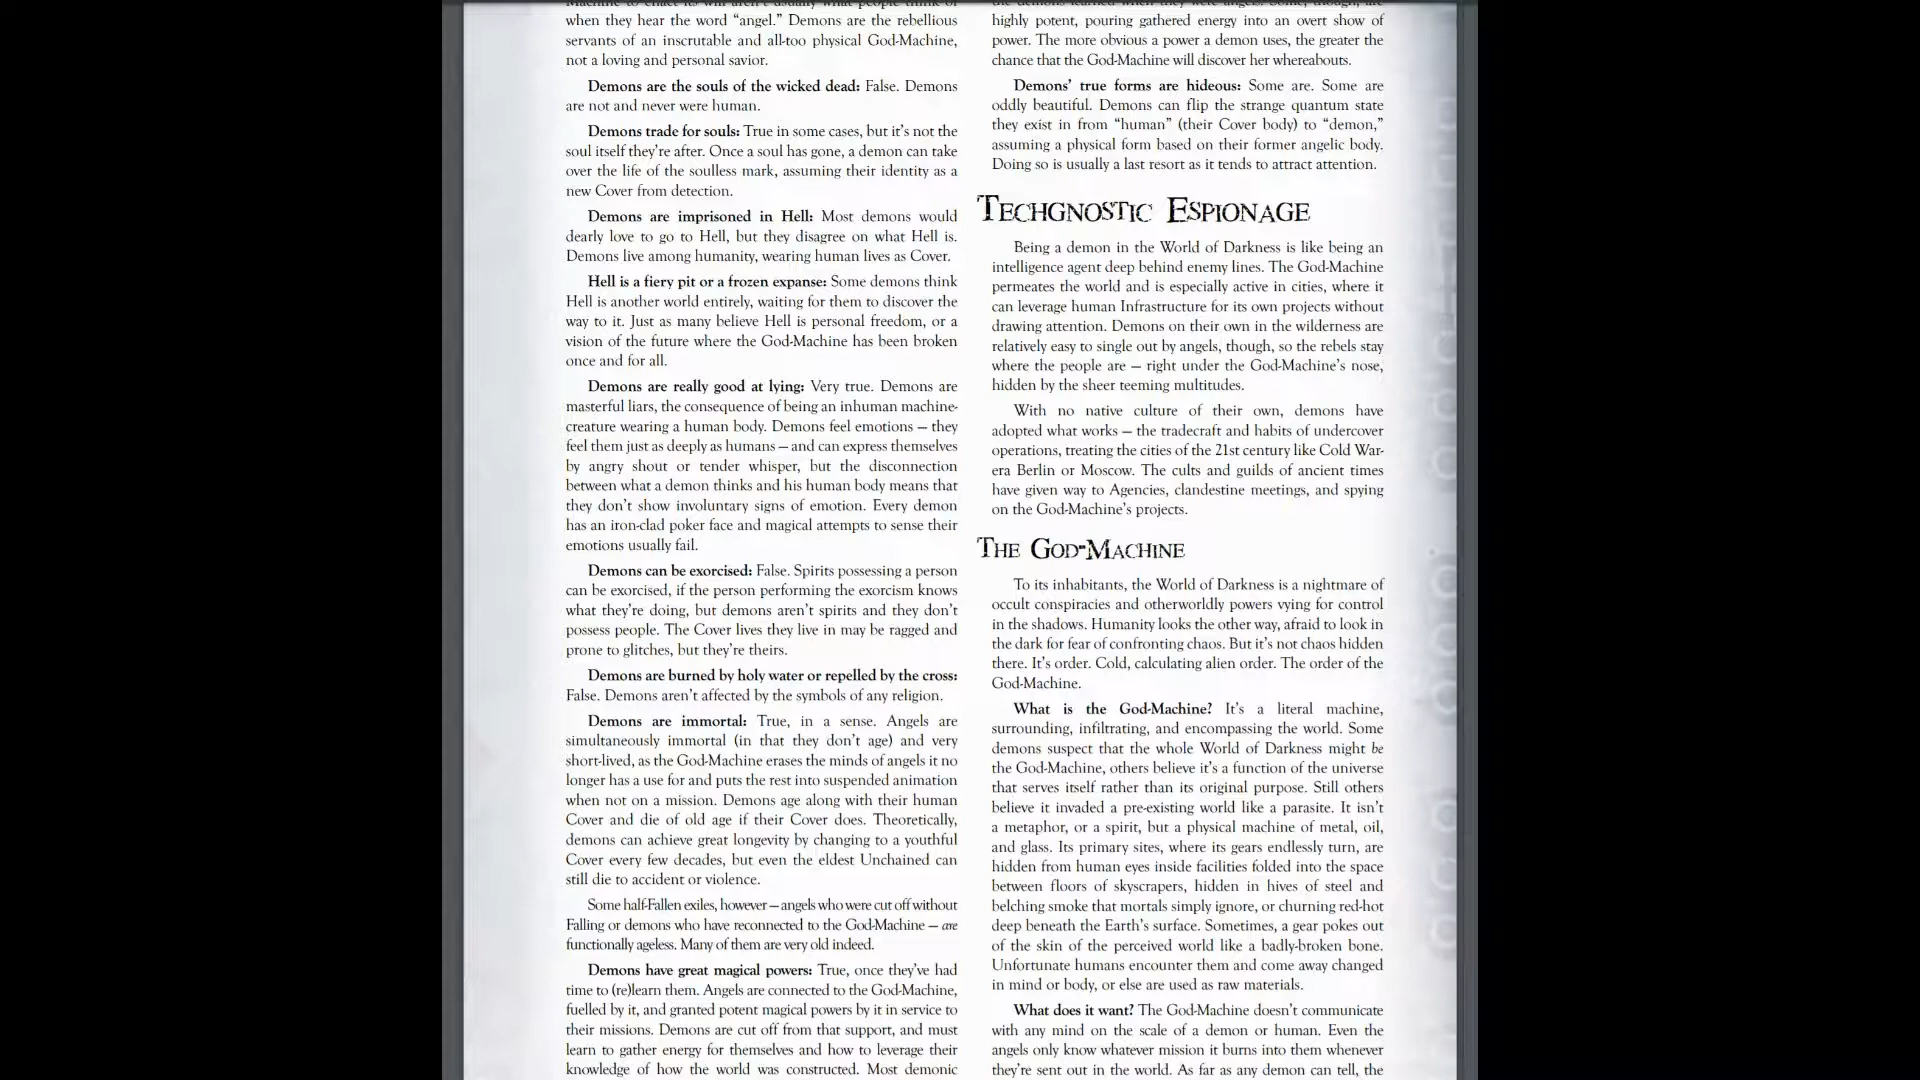 when they hear the word “angel.” Demons are the rebellious
servants of an inscrutable and all-too physical God-Machine,
not a loving and personal savior.
Demons are the souls of the wicked dead: False. Demons
are not and never were human.
Demons trade for souls: True in some cases, but it’s not the
soul itself they’re after. Once a soul has gone, a demon can take
over the life of the soulless mark, assuming their identity as a
new Cover from detection.
Demons are imprisoned in Hell: Most demons would
dearly love to go to Hell, but they disagree on what Hell is.
Demons live among humanity, wearing human lives as Cover.
Hell is a fiery pit or a frozen expanse: Some demons think
Hell is another world entirely, waiting for them to discover the
way to it. Just as many believe Hell is personal freedom, or a
vision of the future where the God-Machine has been broken
once and for all.
Demons are really good at lying: Very true. Demons are
masterful liars, the consequence of being an inhuman machine-
creature wearing a human body. Demons feel emotions — they
feel them just as deeply as humans — and can express themselves
by angry shout or tender whisper, but the disconnection
between what a demon thinks and his human body means that
they don’t show involuntary signs of emotion. Every demon
has an iron-clad poker face and magical attempts to sense their
emotions usually fail.
Demons can be exorcised: False. Spirits possessing a person
can be exorcised, if the person performing the exorcism knows
what they’re doing, but demons aren’t spirits and they don’t
possess people. The Cover lives they live in may be ragged and
prone to glitches, but they’re theirs.
Demons are burned by holy water or repelled by the cross:
False. Demons aren’t affected by the symbols of any religion.
Demons are immortal: True, in a sense. Angels are
simultaneously immortal (in that they don’t age) and very
short-lived, as the God-Machine erases the minds of angels it no
longer has a use for and puts the rest into suspended animation
when not on a mission. Demons age along with their human
Cover and die of old age if their Cover does. Theoretically,
demons can achieve great longevity by changing to a youthful
Cover every few decades, but even the eldest Unchained can
still die to accident or violence.
Some half-Fallen exiles, however — angels who were cut off without
Falling or demons who have reconnected to the God-Machine — are
functionally ageless. Many of them are very old indeed.
Demons have great magical powers: True, once they’ve had
time to (re)learn them. Angels are connected to the God-Machine,
fuelled by it, and granted potent magical powers by it in service to
their missions. Demons are cut off from that support, and must
learn to gather energy for themselves and how to leverage their
knowledge of how the world was constructed. Most demonic
highly potent, pouring gathered energy into an overt show of
power. The more obvious a power a demon uses, the greater the
chance that the God-Machine will discover her whereabouts.
Demons’ true forms are hideous: Some are. Some are
oddly beautiful. Demons can flip the strange quantum state
they exist in from “human” (their Cover body) to “demon,”
assuming a physical form based on their former angelic body.
Doing so is usually a last resort as it tends to attract attention.
Techgnostic Espionage
Being a demon in the World of Darkness is like being an
intelligence agent deep behind enemy lines. The God-Machine
permeates the world and is especially active in cities, where it
can leverage human Infrastructure for its own projects without
drawing attention. Demons on their own in the wilderness are
relatively easy to single out by angels, though, so the rebels stay
where the people are — right under the God-Machine’s nose,
hidden by the sheer teeming multitudes.
With no native culture of their own, demons have
adopted what works — the tradecraft and habits of undercover
operations, treating the cities of the 21st century like Cold War-
era Berlin or Moscow. The cults and guilds of ancient times
have given way to Agencies, clandestine meetings, and spying
on the God-Machine’s projects.
The God-Machine
To its inhabitants, the World of Darkness is a nightmare of
occult conspiracies and otherworldly powers vying for control
in the shadows. Humanity looks the other way, afraid to look in
the dark for fear of confronting chaos. But it’s not chaos hidden
there. It’s order. Cold, calculating alien order. The order of the
God-Machine.
What is the God-Machine? It’s a literal machine,
surrounding, infiltrating, and encompassing the world. Some
demons suspect that the whole World of Darkness might be
the God-Machine, others believe it’s a function of the universe
that serves itself rather than its original purpose. Still others
believe it invaded a pre-existing world like a parasite. It isn’t
a metaphor, or a spirit, but a physical machine of metal, oil,
and glass. Its primary sites, where its gears endlessly turn, are
hidden from human eyes inside facilities folded into the space
between floors of skyscrapers, hidden in hives of steel and
belching smoke that mortals simply ignore, or churning red-hot
deep beneath the Earth’s surface. Sometimes, a gear pokes out
of the skin of the perceived world like a badly-broken bone.
Unfortunate humans encounter them and come away changed
in mind or body, or else are used as raw materials.
What does it want? The God-Machine doesn’t communicate
with any mind on the scale of a demon or human. Even the
angels only know whatever mission it burns into them whenever
they’re sent out in the world. As far as any demon can tell, the